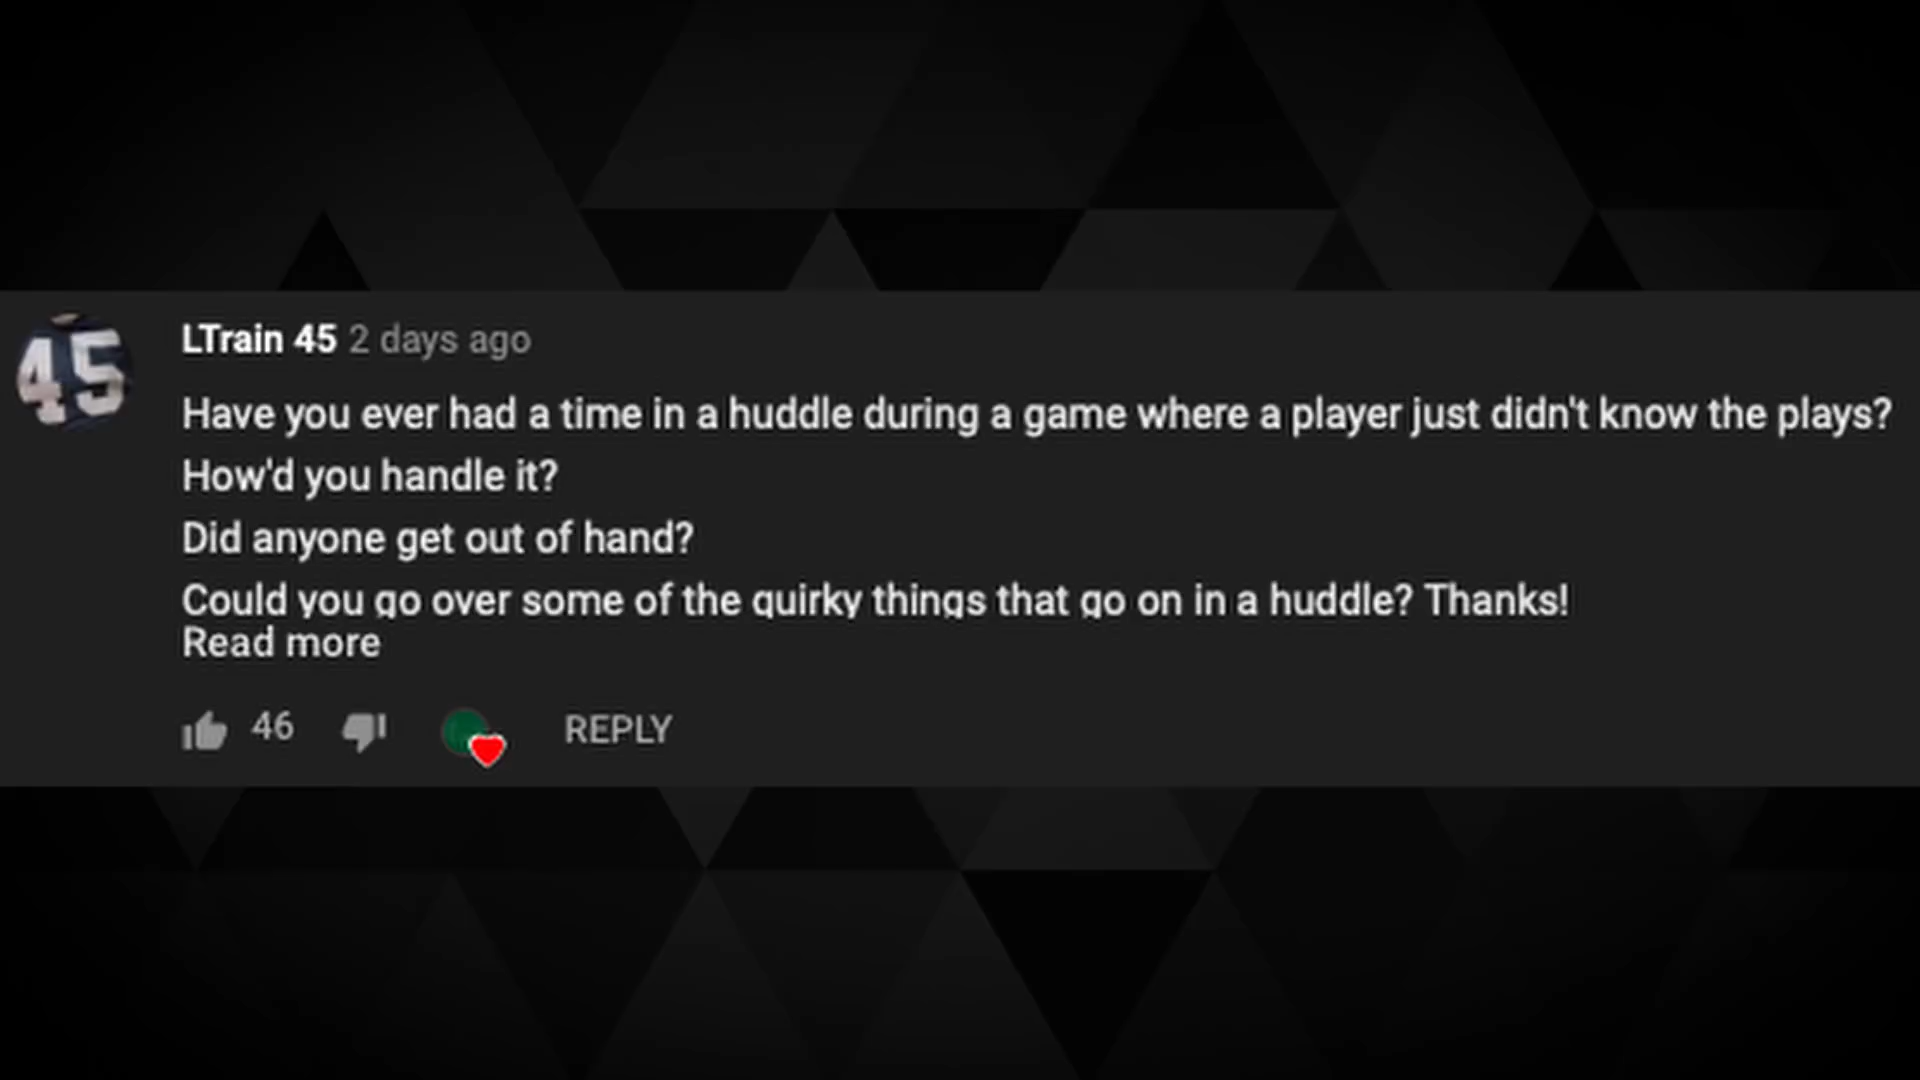 45
LTrain 45 2 days ago
Have you ever had a time in a huddle during a game where a player just didn't know the plays?
How'd you handle it?
Did anyone get out of hand?
Could you go over some of the quirky things that go on in a huddle? Thanks!
Read more
46 REPLY